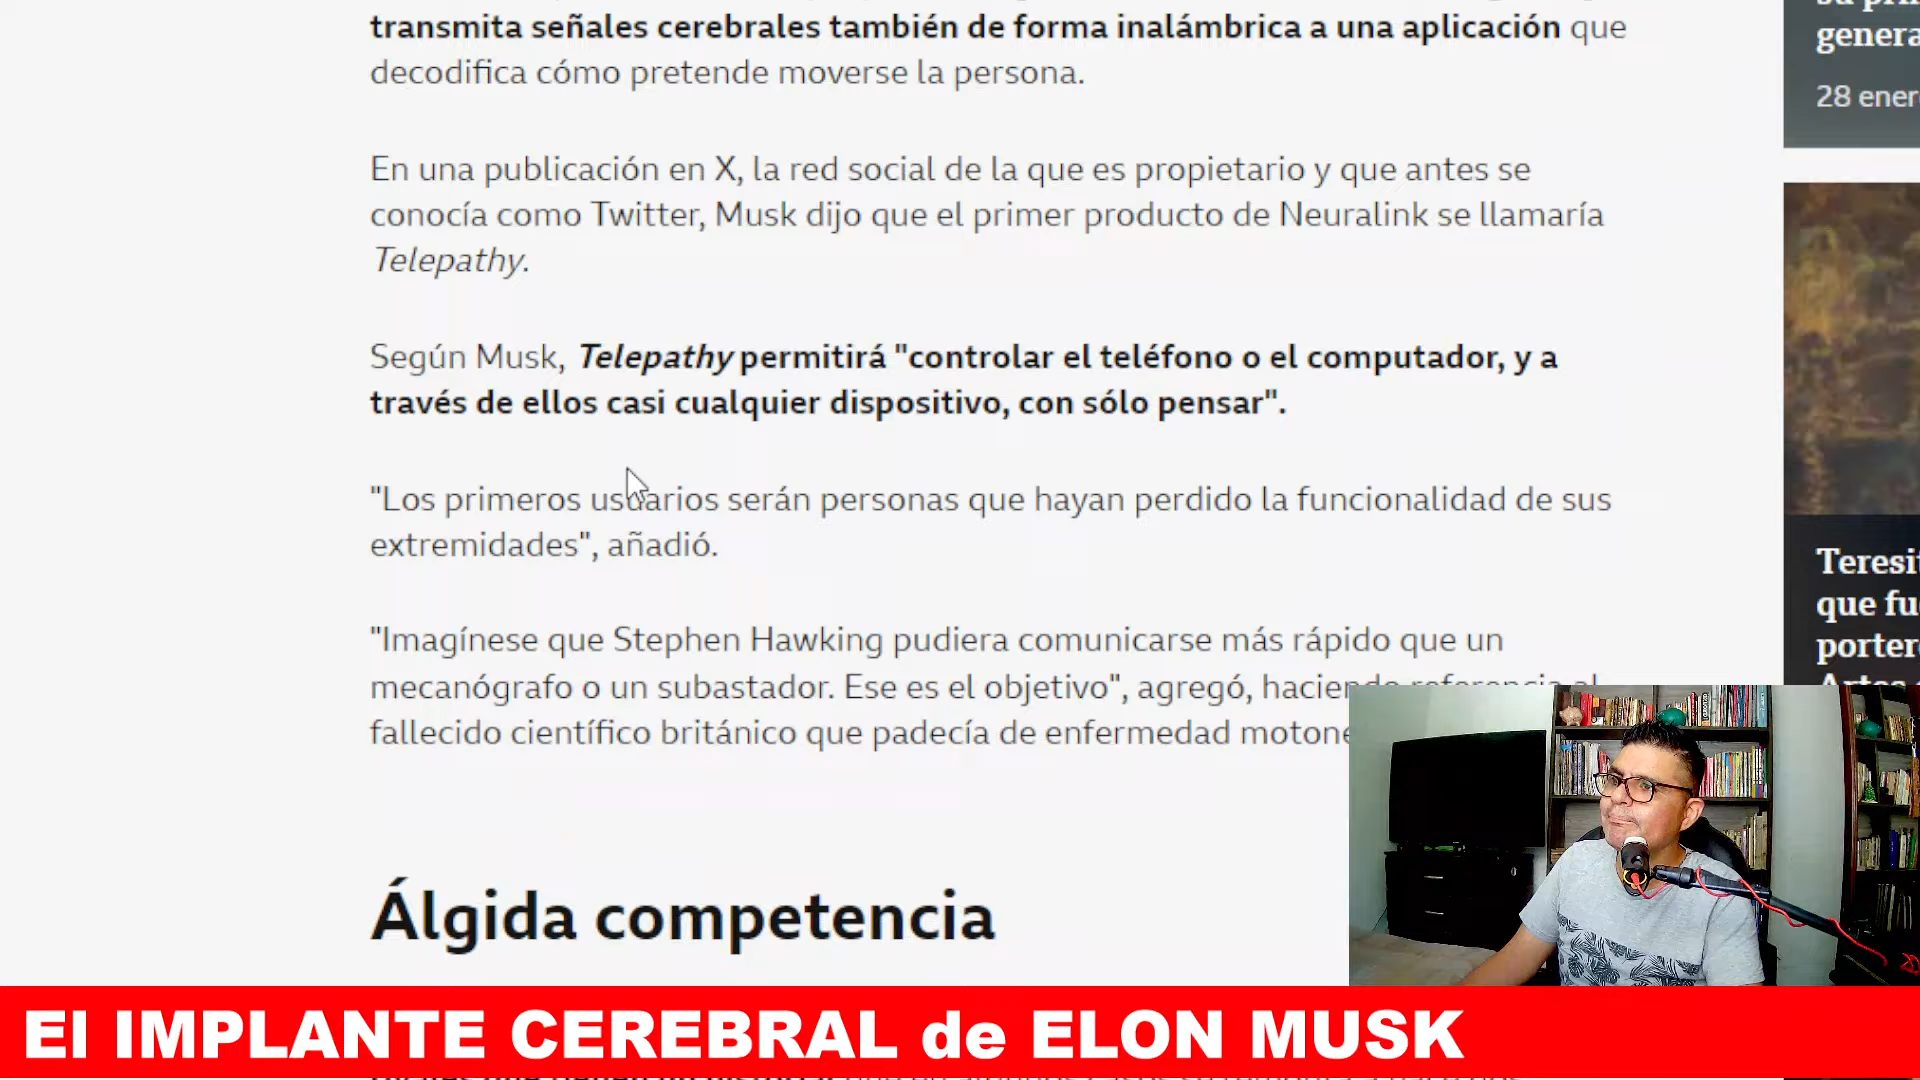 transmita señales cerebrales también de forma inalámbrica a una aplicación que
decodifica cómo pretende moverse la persona.
En una publicación en X, la red social de la que es propietario y que antes se
conocía como Twitter, Musk dijo que el primer producto de Neuralink se llamaría
Telepathy.
Según Musk, Telepathy permitirá "controlar el teléfono o el computador, y a
través de ellos casi cualquier dispositivo, con sólo pensar".
"Los primeros usuarios serán personas que hayan perdido la funcionalidad de sus
extremidades", añadió.
"Imagínese que Stephen Hawking pudiera comunicarse más rápido que un
mecanógrafo o un subastador. Ese es el objetivo", agregó, haciendo referencia al
fallecido científico británico que padecía de enfermedad motone
Álgida competencia
genera
28 ener
Teresit
que fu
porter
El IMPLANTE CEREBRAL de ELON MUSK